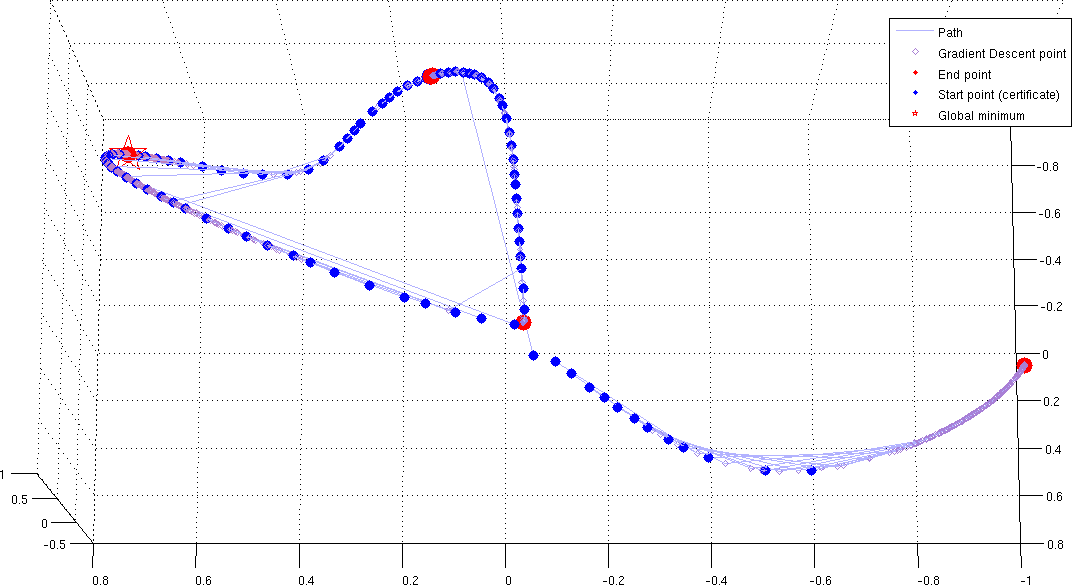 Path
Gradient Descent point
End point
Start point (certificate)
Global minimum
-0.8
-0.6
-0.4
-0.2
0
0.2
0.4
0.6
0.8
1
0.5
0
-0.5
0.8 0.6 0.4 0.2 0 -0.2 -0.4 -0.6 -0.8 -1